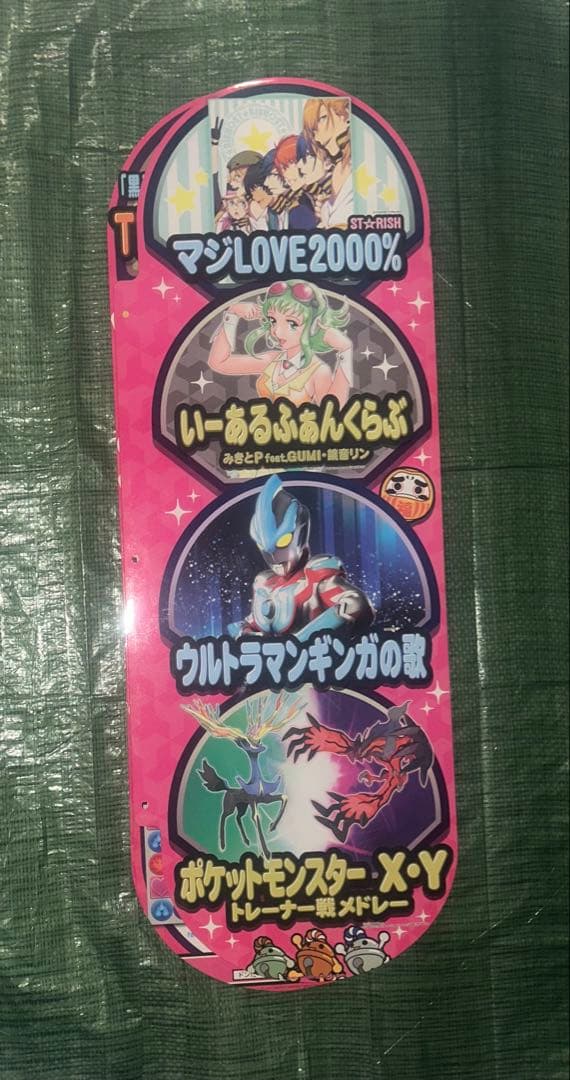 「黒
T
ST☆RISH
マジLOVE2000%
いーあるふぁんくらぶ
みきとP feat.GUMI・鏡音リン
ウルトラマンギンガの歌
ポケットモンスター X・Y
トレーナー戦メドレー